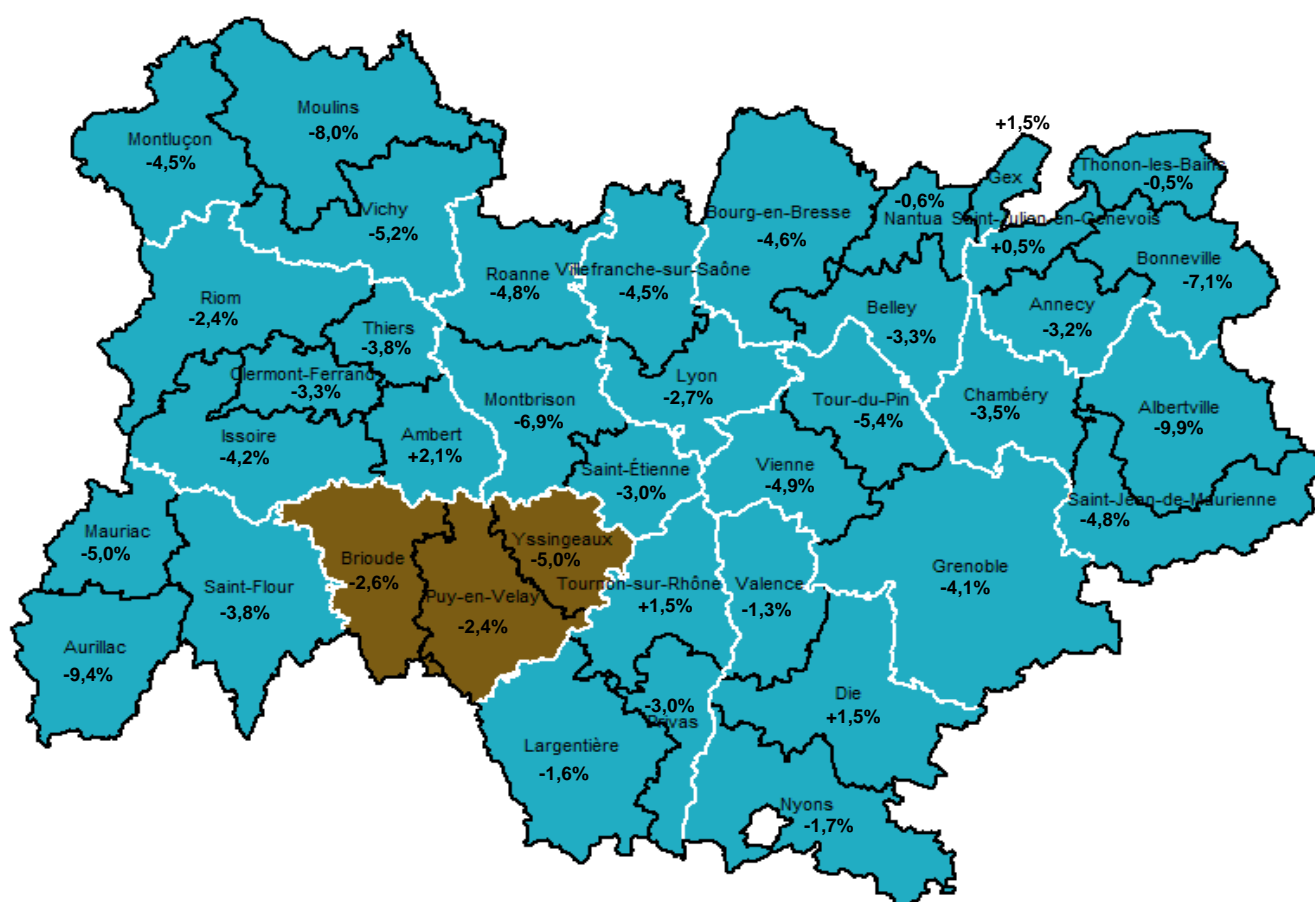 Moulins
-8,0%
Montluçon
-4,5%
+1,5%
Gex
Thonon-les-Bains
-0,5%
Vichy
-5,2%
Bourg-en-Bresse
-4,6%
-0,6%
Nantua
Saint-Julien-en-Genevois
+0,5%
Bonneville
-7,1%
Roanne
-4,8%
Villefranche-sur-Saône
-4,5%
Riom
-2,4%
Belley
-3,3%
Annecy
-3,2%
Thiers
-3,8%
Clermont-Ferrand
-3,3%
Lyon
-2,7%
Montbrison
-6,9%
Tour-du-Pin
-5,4%
Chambéry
-3,5%
Albertville
-9,9%
Issoire
-4,2%
Ambert
+2,1%
Saint-Étienne
-3,0%
Vienne
-4,9%
Saint-Jean-de-Maurienne
-4,8%
Mauriac
-5,0%
Yssingeaux
-5,0%
Brioude
-2,6%
Saint-Flour
-3,8%
Puy-en-Velay
-2,4%
Tournon-sur-Rhône
+1,5%
Valence
-1,3%
Grenoble
-4,1%
Aurillac
-9,4%
-3,0%
Privas
Die
+1,5%
Largentière
-1,6%
Nyons
-1,7%